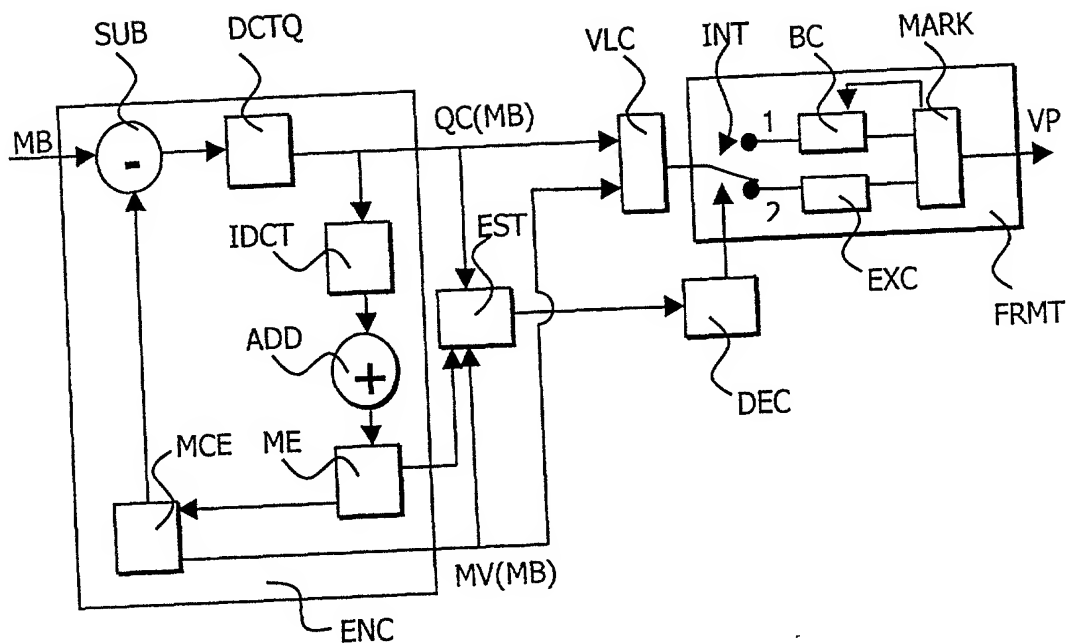 SUB
DCTQ
VLC
INT
BC
MARK
MB
-
QC(MB)
1
VP
2
IDCT
EST
EXC
FRMT
ADD
+
DEC
MCE
ME
MV(MB)
ENC